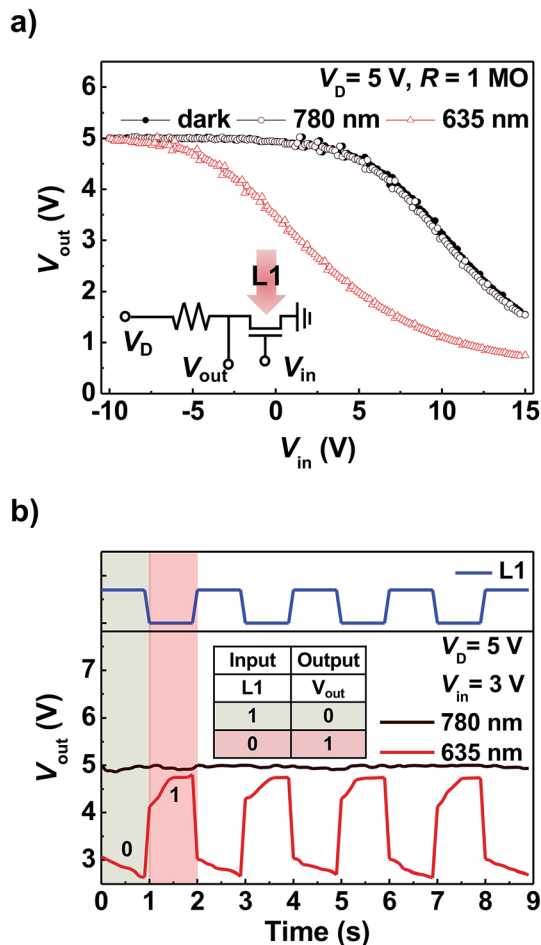 a)
V_D = 5 V, R = 1 MO
dark 780 nm 635 nm
6
5
4
3
2
1
0
V_out (V)
L1
V_D
V_out
V_in
-10 -5 0 5 10 15
V_in (V)
b)
L1
V_D = 5 V
V_in = 3 V
780 nm
635 nm
Input Output
L1 V_out
1 0
0 1
7
6
5
4
3
V_out (V)
0
1
0 1 2 3 4 5 6 7 8 9
Time (s)